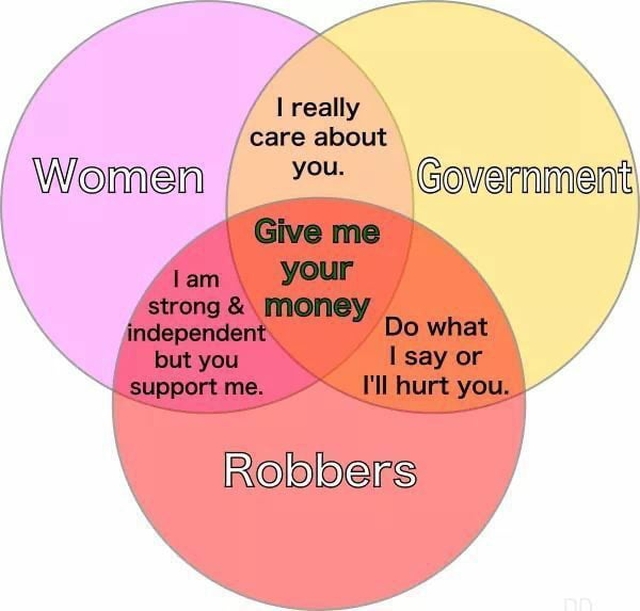 I really
care about
you.
Women
Government
Give me
your
money
I am
strong &
independent
but you
support me.
Do what
I say or
I'll hurt you.
Robbers